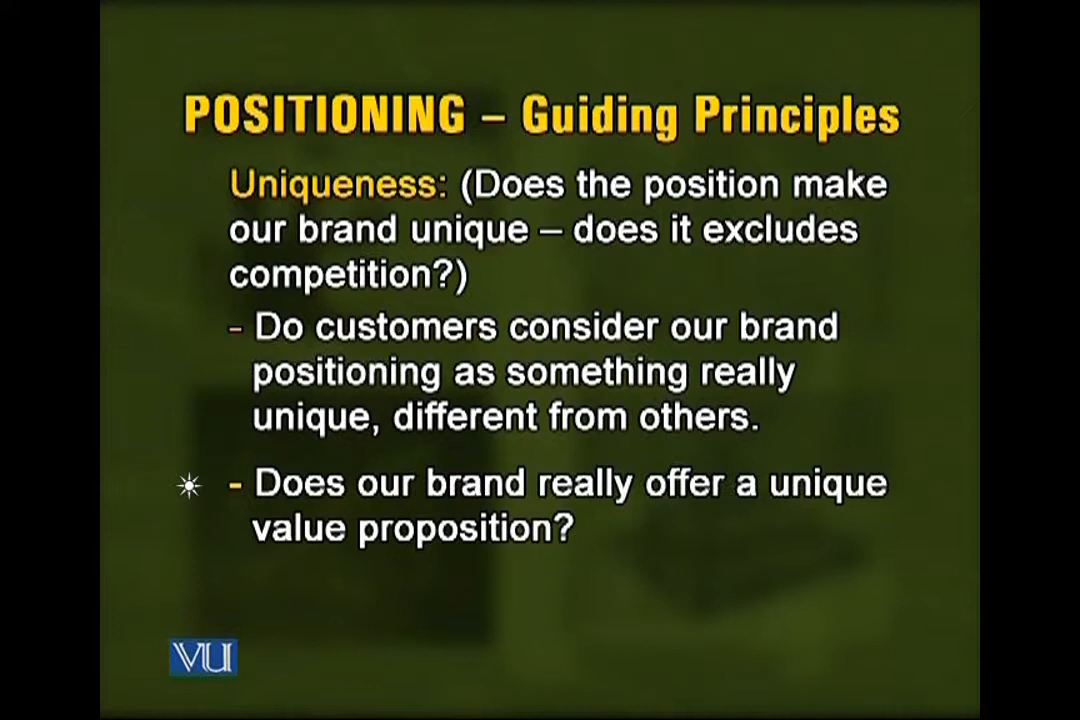 POSITIONING – Guiding Principles
Uniqueness: (Does the position make
our brand unique – does it excludes
competition?)
- Do customers consider our brand
positioning as something really
unique, different from others.
- Does our brand really offer a unique
value proposition?
VU